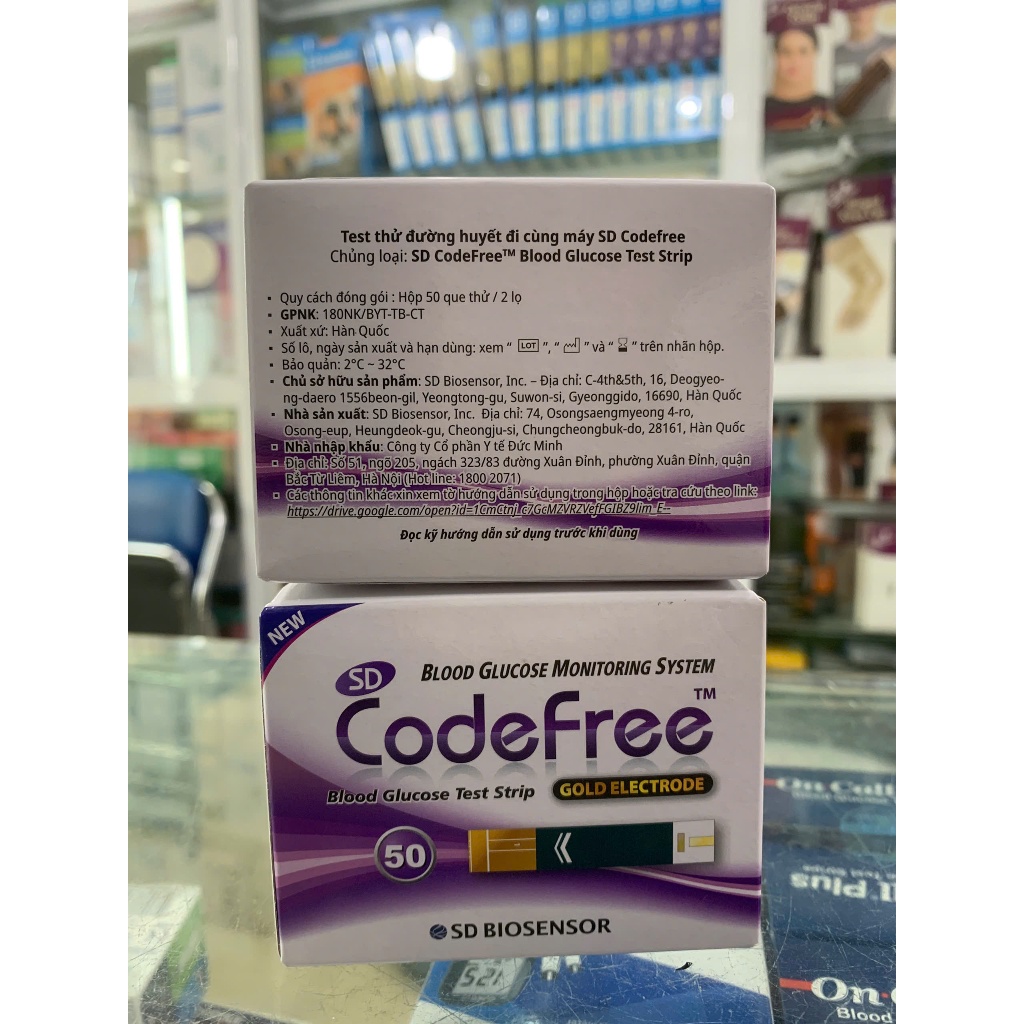 Test thử đường huyết đi cùng máy SD Codefree
Chủng loại: SD CodeFree™ Blood Glucose Test Strip
▪ Quy cách đóng gói : Hộp 50 que thử / 2 lọ
▪ GPNK: 180NK/BYT-TB-CT
▪ Xuất xứ: Hàn Quốc
▪ Số lô, ngày sản xuất và hạn dùng: xem “ LOT ”, “ ” và “ ” trên nhãn hộp.
▪ Bảo quản: 2°C ~ 32°C
▪ Chủ sở hữu sản phẩm: SD Biosensor, Inc. – Địa chỉ: C-4th&5th, 16, Deogyeo-
ng-daero 1556beon-gil, Yeongtong-gu, Suwon-si, Gyeonggido, 16690, Hàn Quốc
▪ Nhà sản xuất: SD Biosensor, Inc. Địa chỉ: 74, Osongsaengmyeong 4-ro,
Osong-eup, Heungdeok-gu, Cheongju-si, Chungcheongbuk-do, 28161, Hàn Quốc
▪ Nhà nhập khẩu: Công ty Cổ phần Y tế Đức Minh
▪ Địa chỉ: Số 51, ngõ 205, ngách 323/83 đường Xuân Đỉnh, phường Xuân Đỉnh, quận
Bắc Từ Liêm, Hà Nội (Hot line: 1800 2071)
▪ Các thông tin khác xin xem tờ hướng dẫn sử dụng trong hộp hoặc tra cứu theo link:
Đọc kỹ hướng dẫn sử dụng trước khi dùng
NEW
SD
BLOOD GLUCOSE MONITORING SYSTEM
CodeFree™
Blood Glucose Test Strip
GOLD ELECTRODE
50
SD BIOSENSOR
On Call
Plus
On
Blood